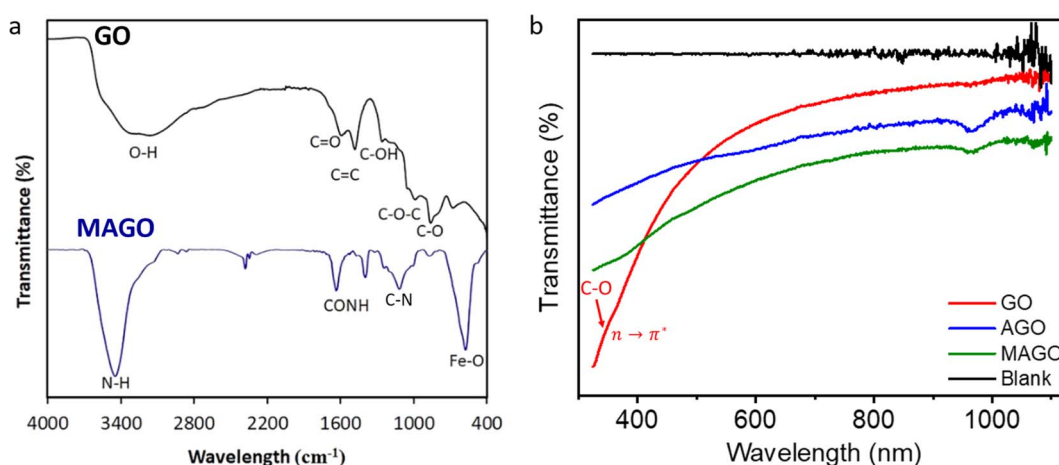 a
GO
O-H
C=O
C=C
C-OH
C-O-C
C-O
MAGO
N-H
CONH
C-N
Fe-O
Transmittance (%)
4000 3400 2800 2200 1600 1000 400
Wavelength (cm-1)
b
C-O
n → π*
GO
AGO
MAGO
Blank
Transmittance (%)
400 600 800 1000
Wavelength (nm)